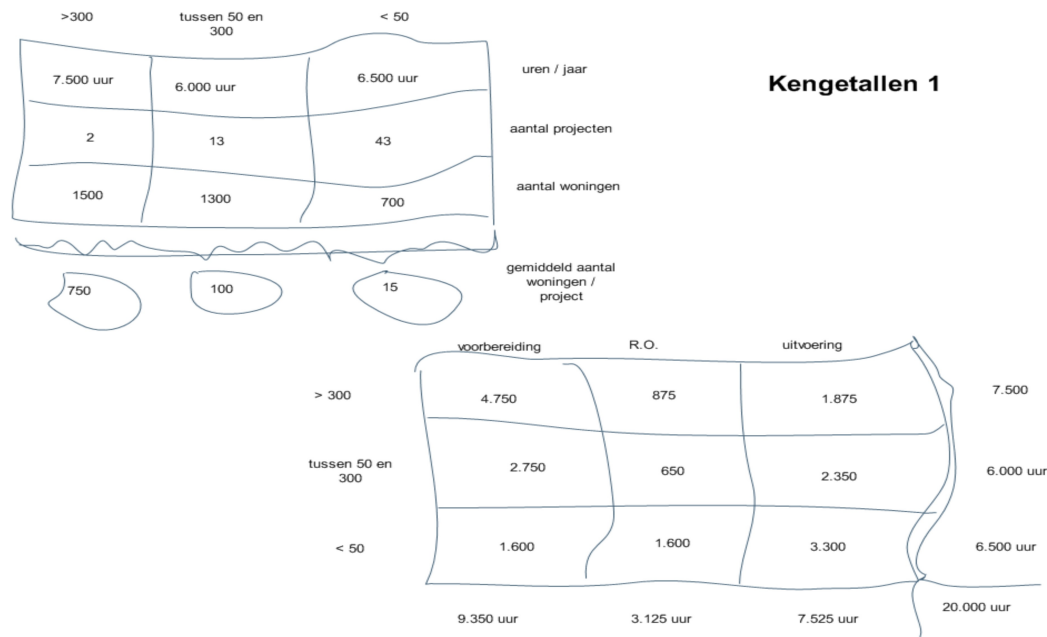 >300 tussen 50 en < 50
300
7.500 uur 6.000 uur 6.500 uur uren / jaar
Kengetallen 1
2 13 43 aantal projecten
1500 1300 700 aantal woningen
750 100 15 gemiddeld aantal
woningen /
project
voorbereiding R.O. uitvoering
> 300 4.750 875 1.875 7.500
tussen 50 en 2.750 650 2.350 6.000 uur
300
< 50 1.600 1.600 3.300 6.500 uur
9.350 uur 3.125 uur 7.525 uur 20.000 uur